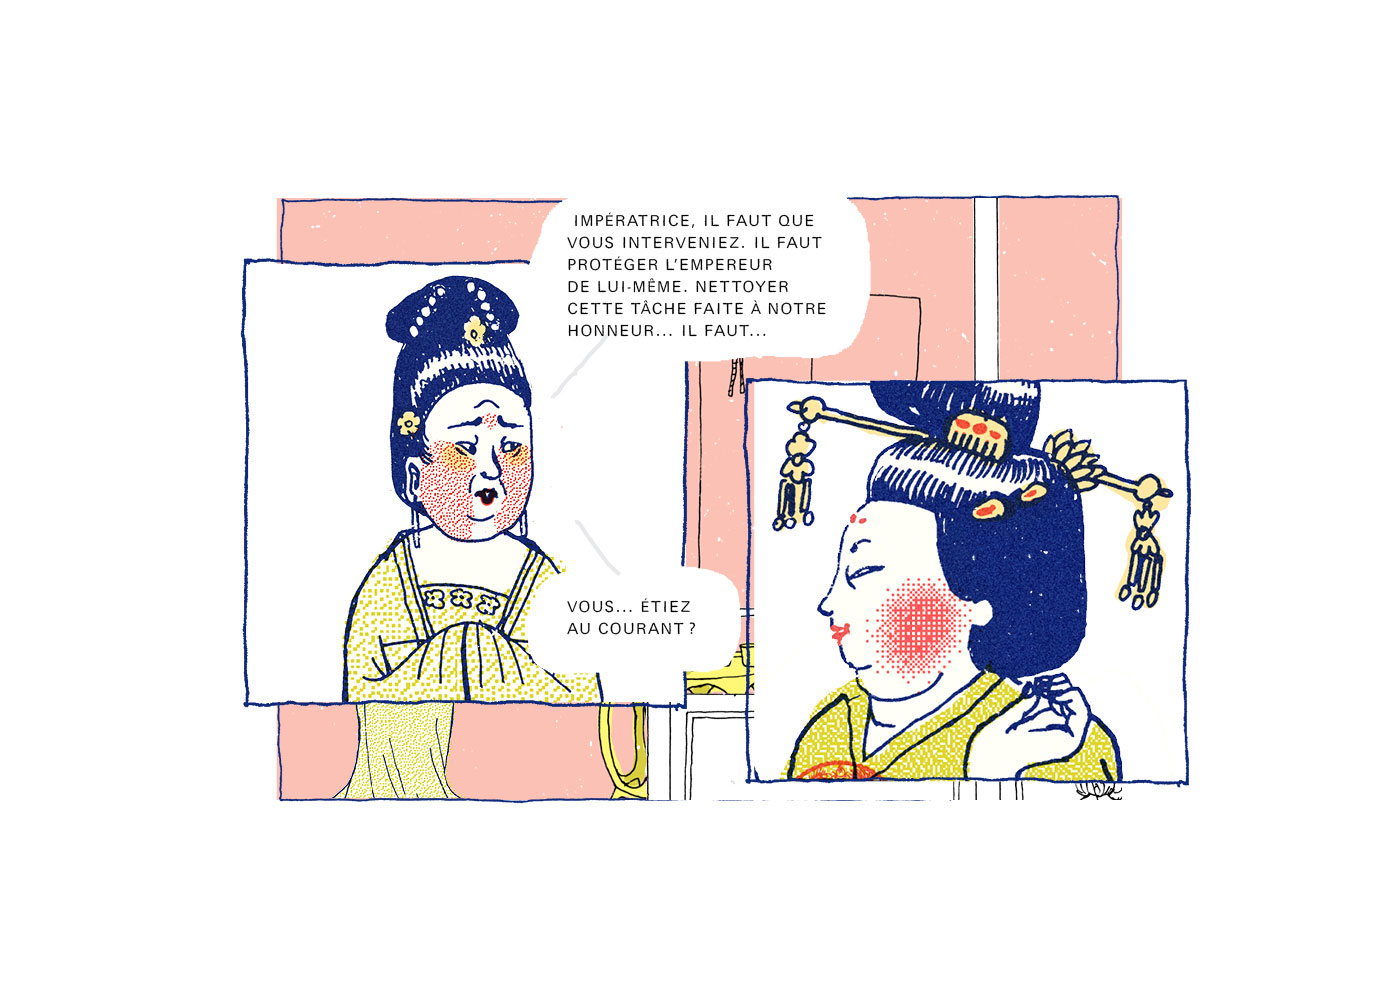 IMPÉRATRICE, IL FAUT QUE
VOUS INTERVENIEZ. IL FAUT
PROTÉGER L’EMPEREUR
DE LUI-MÊME. NETTOYER
CETTE TÂCHE FAITE À NOTRE
HONNEUR... IL FAUT...
VOUS... ÉTIEZ
AU COURANT ?